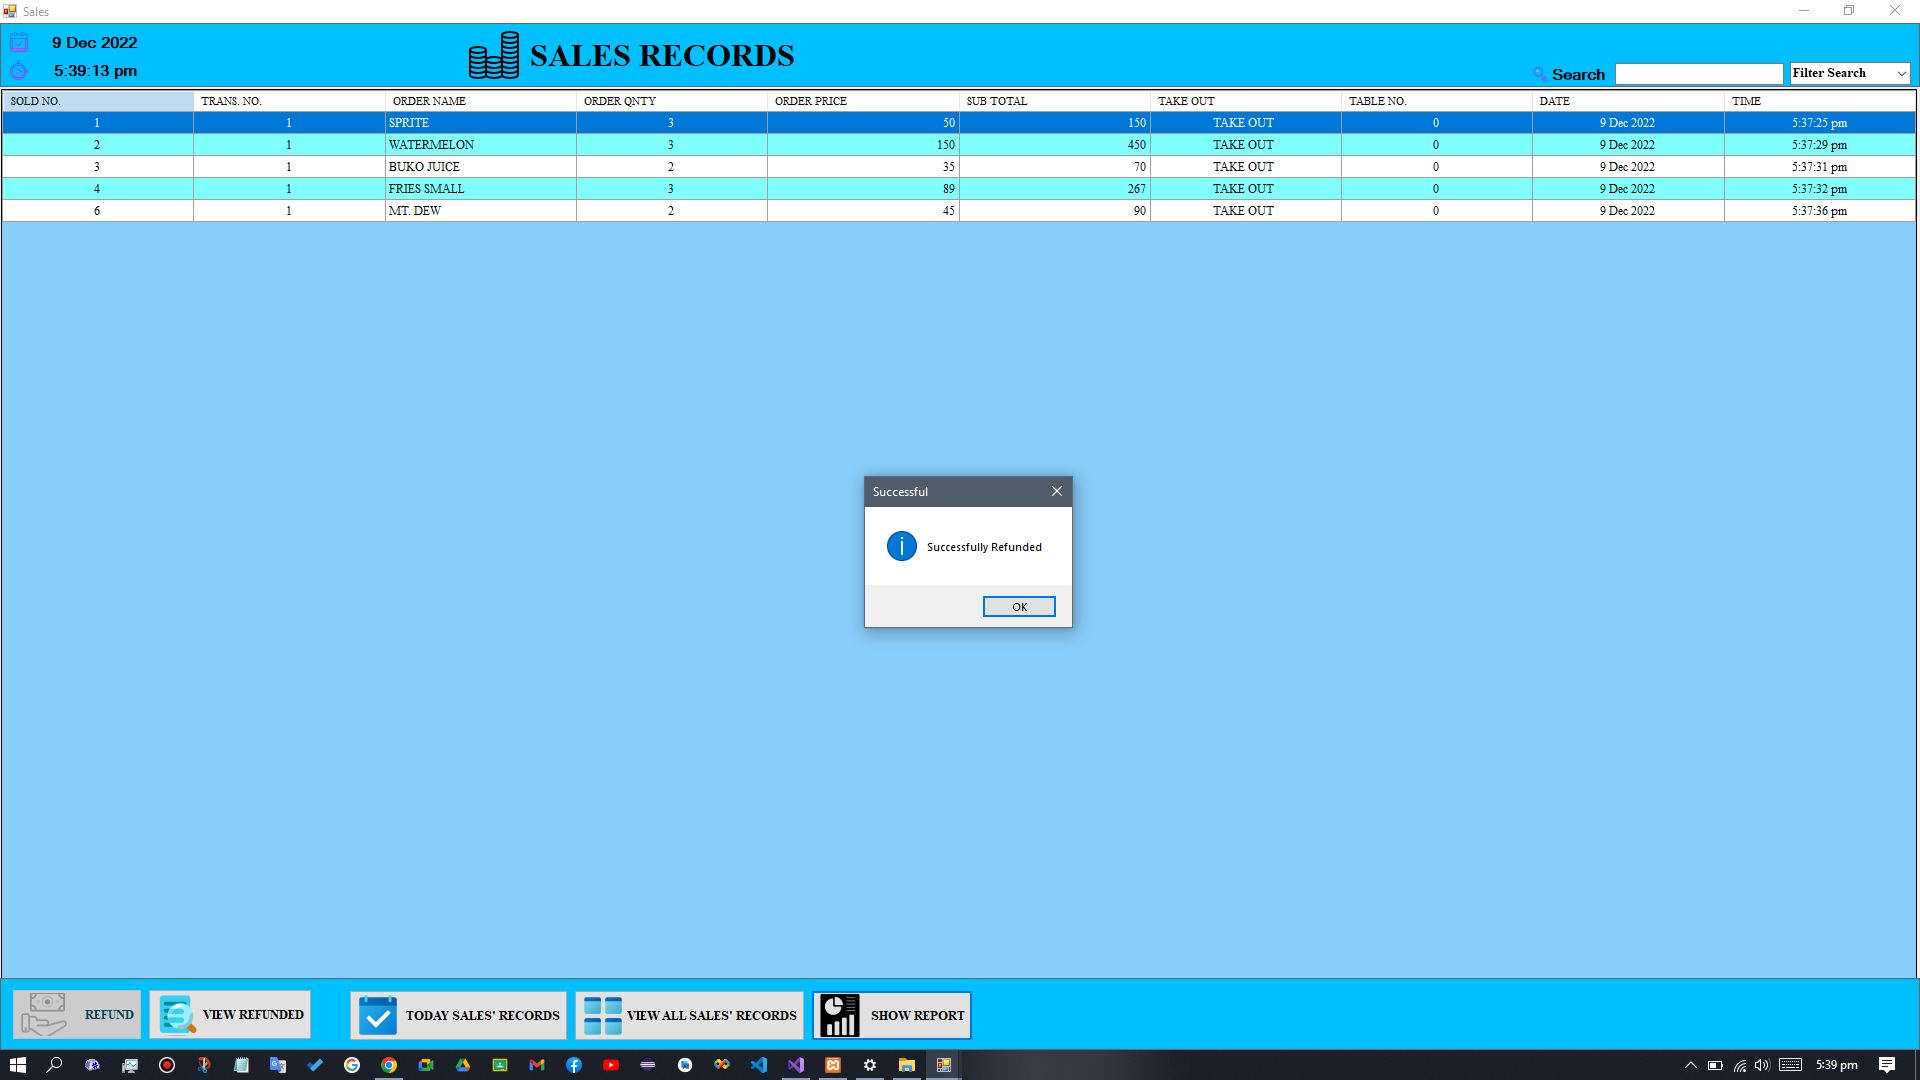 Sales
9 Dec 2022
5:39:13 pm
SALES RECORDS
Search
Filter Search
SOLD NO. TRANS. NO. ORDER NAME ORDER QNTY ORDER PRICE SUB TOTAL TAKE OUT TABLE NO. DATE TIME
1 1 SPRITE 3 50 150 TAKE OUT 0 9 Dec 2022 5:37:25 pm
2 1 WATERMELON 3 150 450 TAKE OUT 0 9 Dec 2022 5:37:29 pm
3 1 BUKO JUICE 2 35 70 TAKE OUT 0 9 Dec 2022 5:37:31 pm
4 1 FRIES SMALL 3 89 267 TAKE OUT 0 9 Dec 2022 5:37:32 pm
6 1 MT. DEW 2 45 90 TAKE OUT 0 9 Dec 2022 5:37:36 pm
Successful
Successfully Refunded
OK
REFUND
VIEW REFUNDED
TODAY SALES' RECORDS
VIEW ALL SALES' RECORDS
SHOW REPORT
5:39 pm